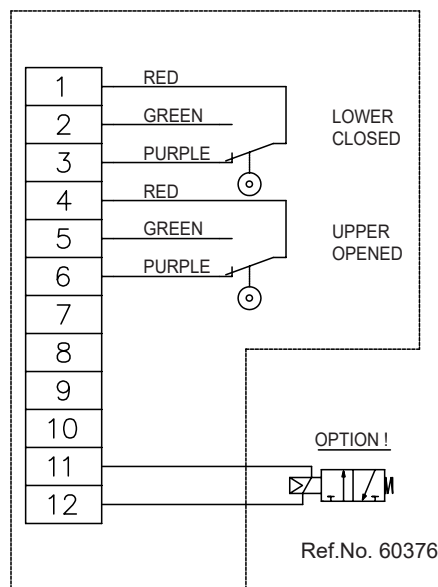 1 RED
2 GREEN LOWER
CLOSED
3 PURPLE
4 RED
5 GREEN UPPER
OPENED
6 PURPLE
7
8
9
10
OPTION !
11
12
Ref.No. 60376